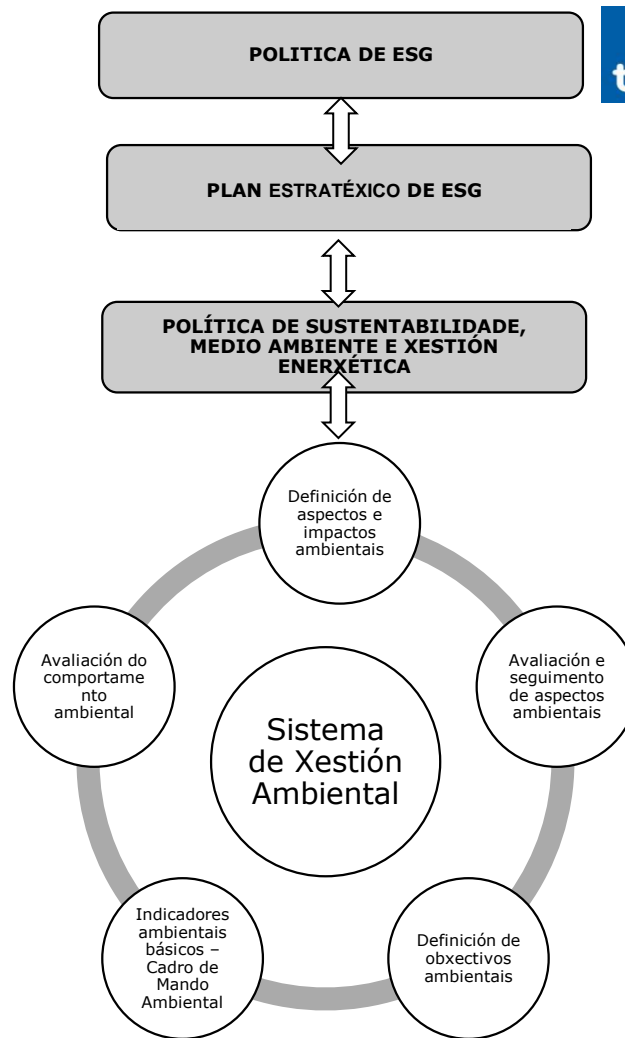 POLITICA DE ESG
t
PLAN ESTRATÉXICO DE ESG
POLÍTICA DE SUSTENTABILIDADE,
MEDIO AMBIENTE E XESTIÓN
ENERXÉTICA
Definición de
aspectos e
impactos
ambientais
Avaliación e
seguimento
de aspectos
ambientais
Definición de
obxectivos
ambientais
Indicadores
ambientais
básicos –
Cadro de
Mando
Ambiental
Avaliación do
comportame
nto
ambiental
Sistema
de Xestión
Ambiental